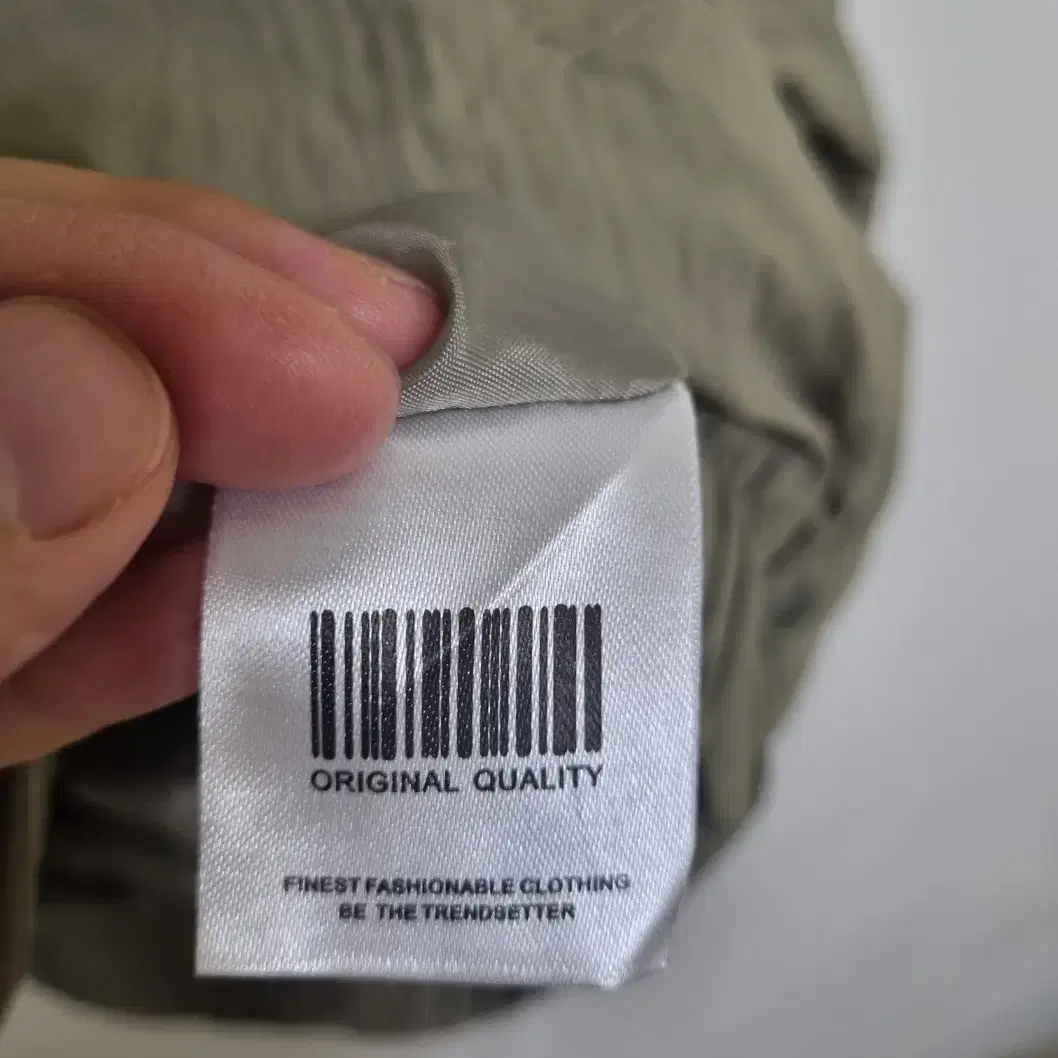 ORIGINAL QUALITY
FINEST FASHIONABLE CLOTHING
BE THE TRENDSETTER